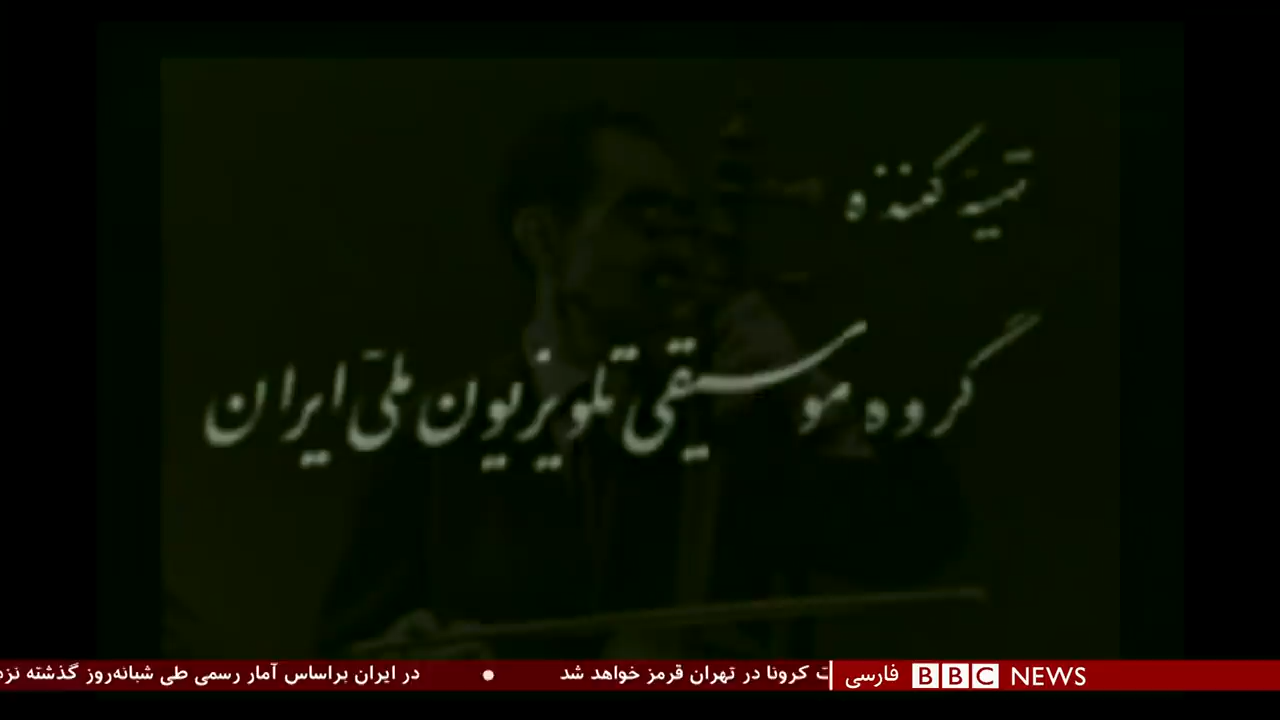 تهیه کننده
گروه موسیقی تلویزیون ملّی ایران
کرونا در تهران قرمز خواهد شد • در ایران براساس آمار رسمی طی شبانه‌روز گذشته
BBC NEWS فارسی